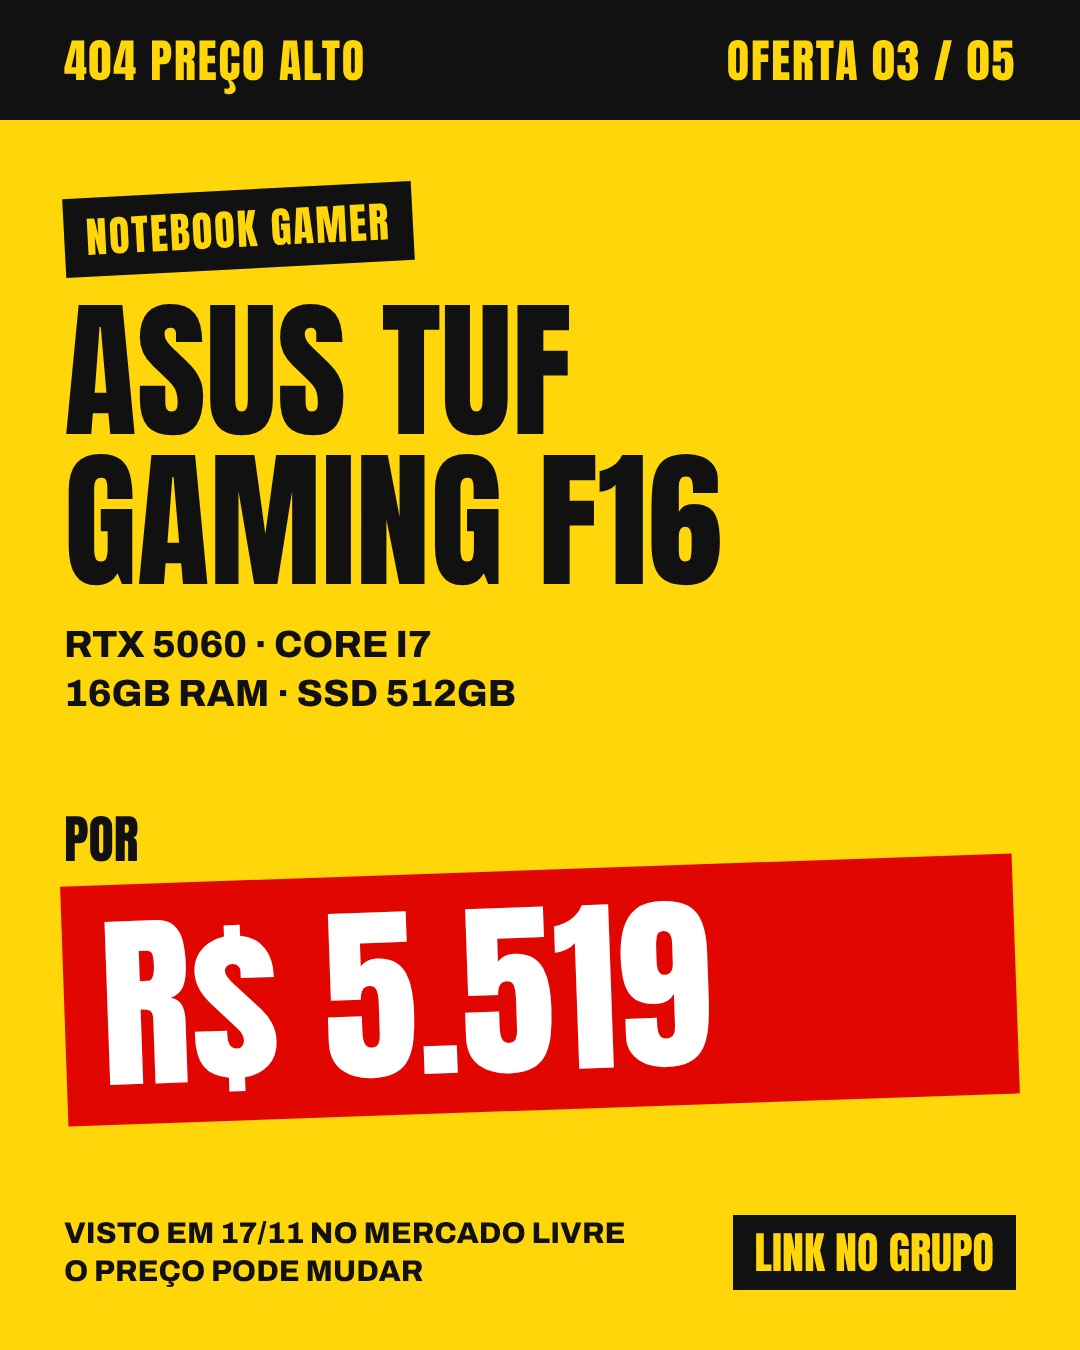 404 PREÇO ALTO
OFERTA 03 / 05
NOTEBOOK GAMER
ASUS TUF
GAMING F16
RTX 5060 · CORE I7
16GB RAM · SSD 512GB
POR
R$ 5.519
VISTO EM 17/11 NO MERCADO LIVRE
O PREÇO PODE MUDAR
LINK NO GRUPO